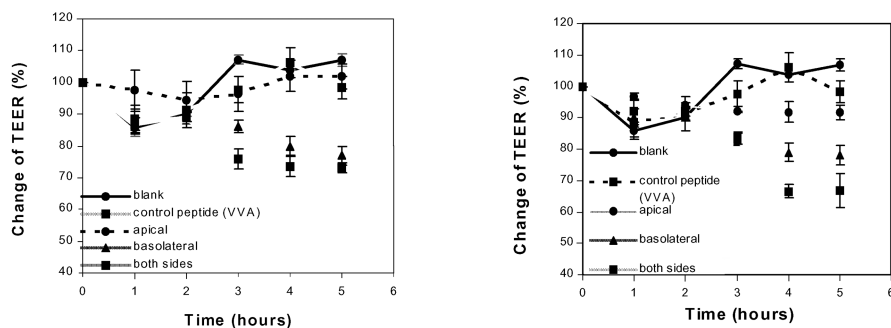 Change of TEER (%)
120
110
100
90
80
70
60
50
40
blank
control peptide (VVA)
apical
basolateral
both sides
0 1 2 3 4 5 6
Time (hours)
Change of TEER (%)
120
110
100
90
80
70
60
50
40
blank
control peptide
(VVA)
apical
basolateral
both sides
0 1 2 3 4 5 6
Time (hours)